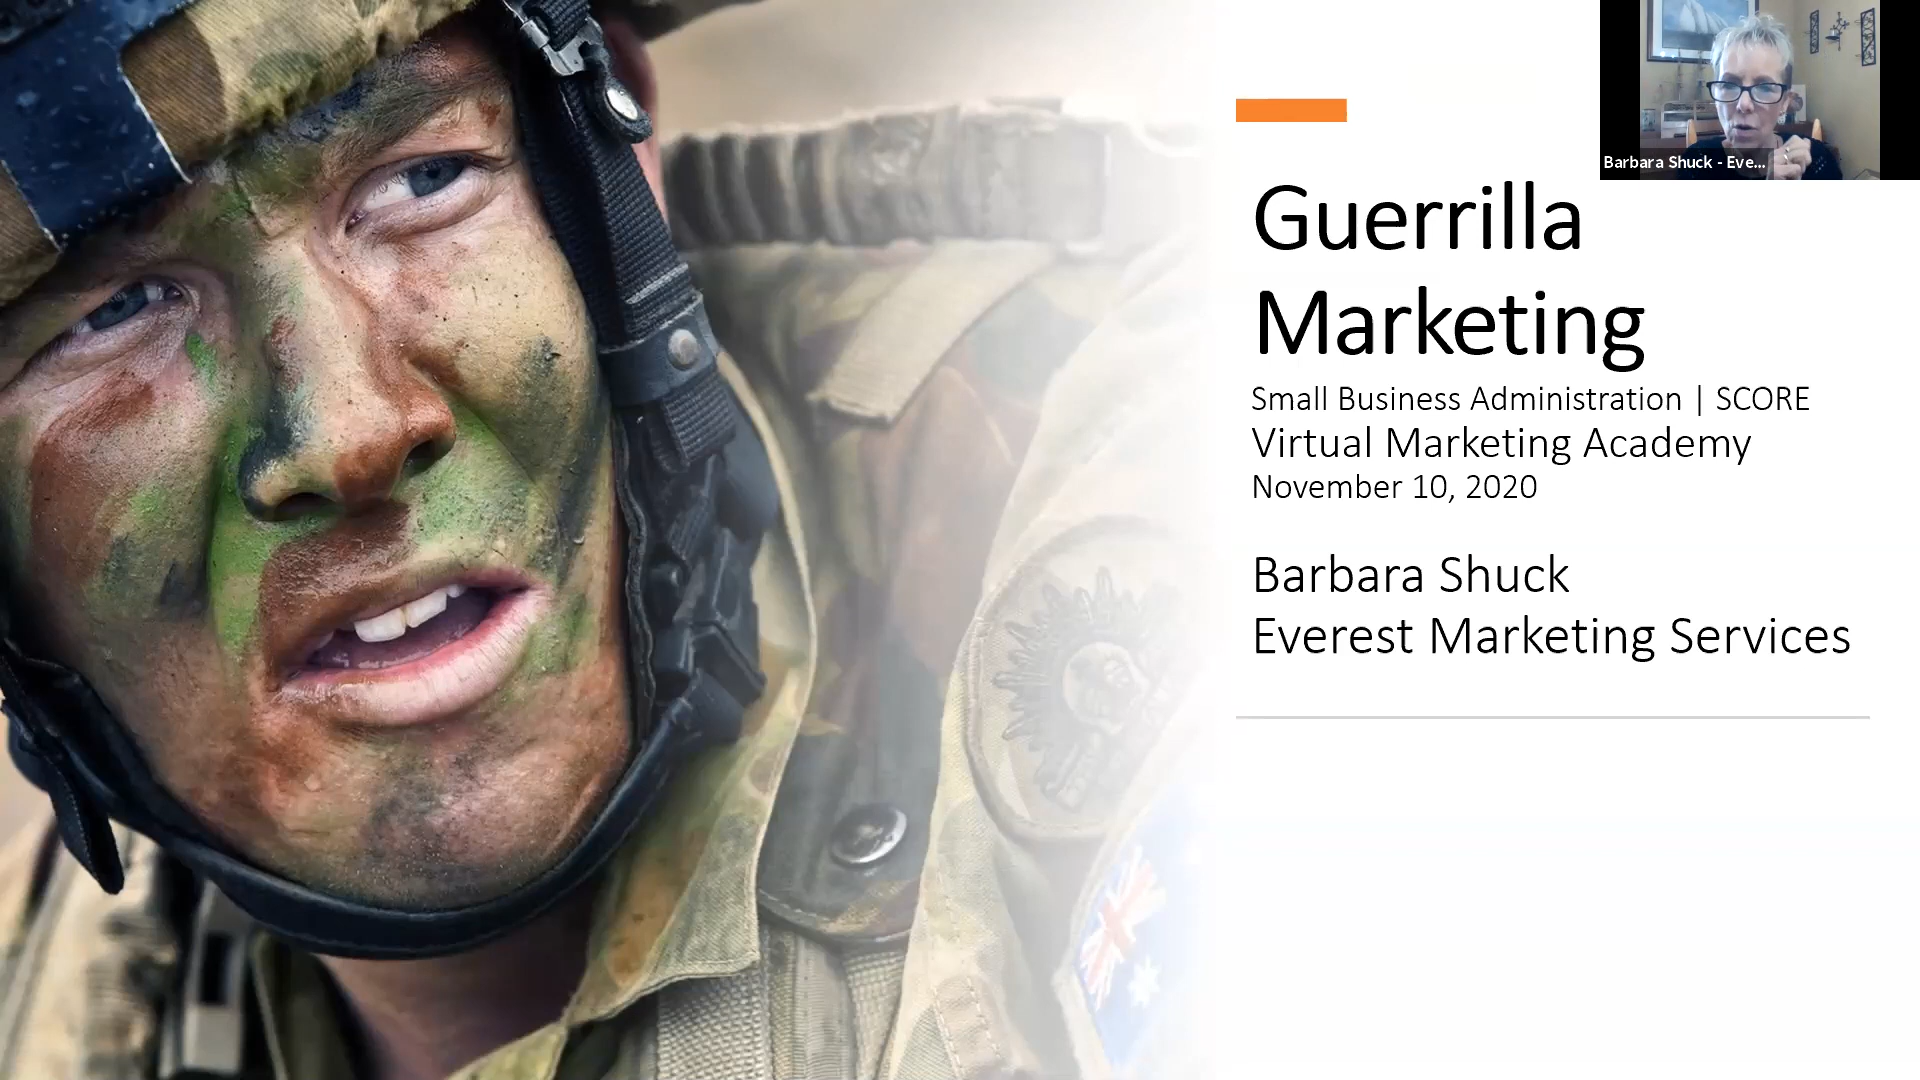 Barbara Shuck - Eve...
Guerrilla
Marketing
Small Business Administration | SCORE
Virtual Marketing Academy
November 10, 2020
Barbara Shuck
Everest Marketing Services